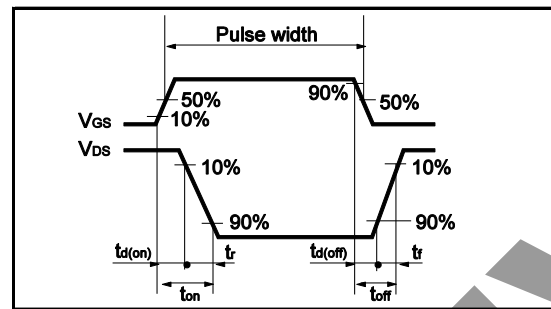 Pulse width
90%
50%
50%
10%
VGS
VDS
10%
10%
90%
90%
td(on)
tr
td(off)
tf
ton
toff